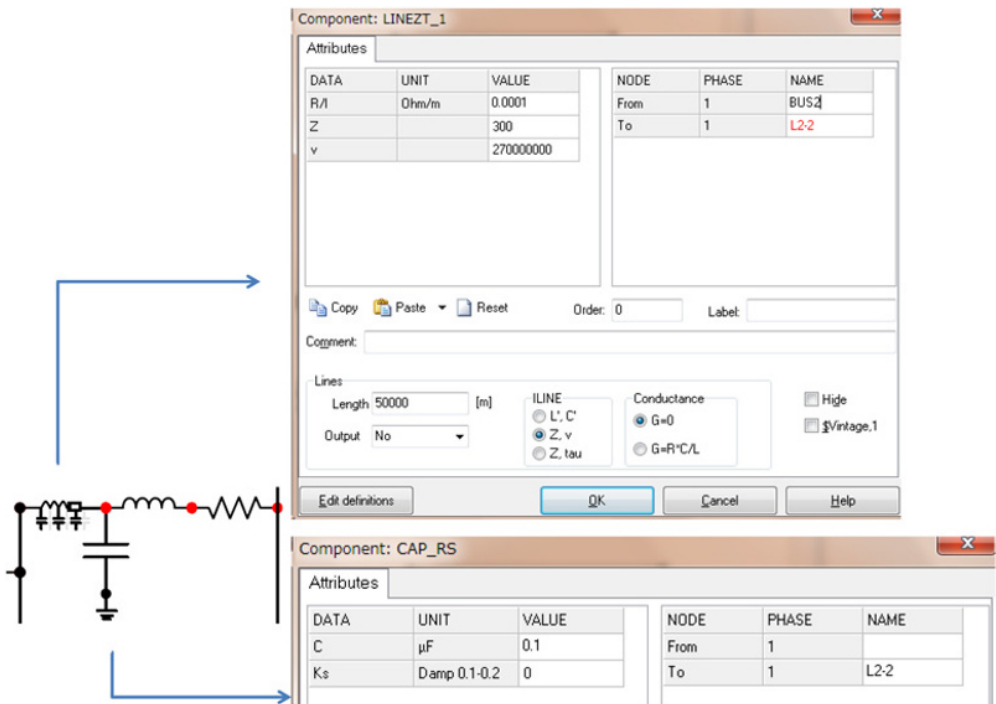 Component: LINEZT_1
Attributes
DATA UNIT VALUE
R/l Ohm/m 0.0001
Z 300
v 270000000
NODE PHASE NAME
From 1 BUS2
To 1 L2-2
Copy Paste Reset Order: 0 Label:
Comment:
Lines
Length 50000 [m]
Output No
ILINE
L', C'
Z, v
Z, tau
Conductance
G=0
G=R*C/L
Hide
$Vintage,1
Edit definitions OK Cancel Help
Component: CAP_RS
Attributes
DATA UNIT VALUE
C µF 0.1
Ks Damp 0.1-0.2 0
NODE PHASE NAME
From 1
To 1 L2-2